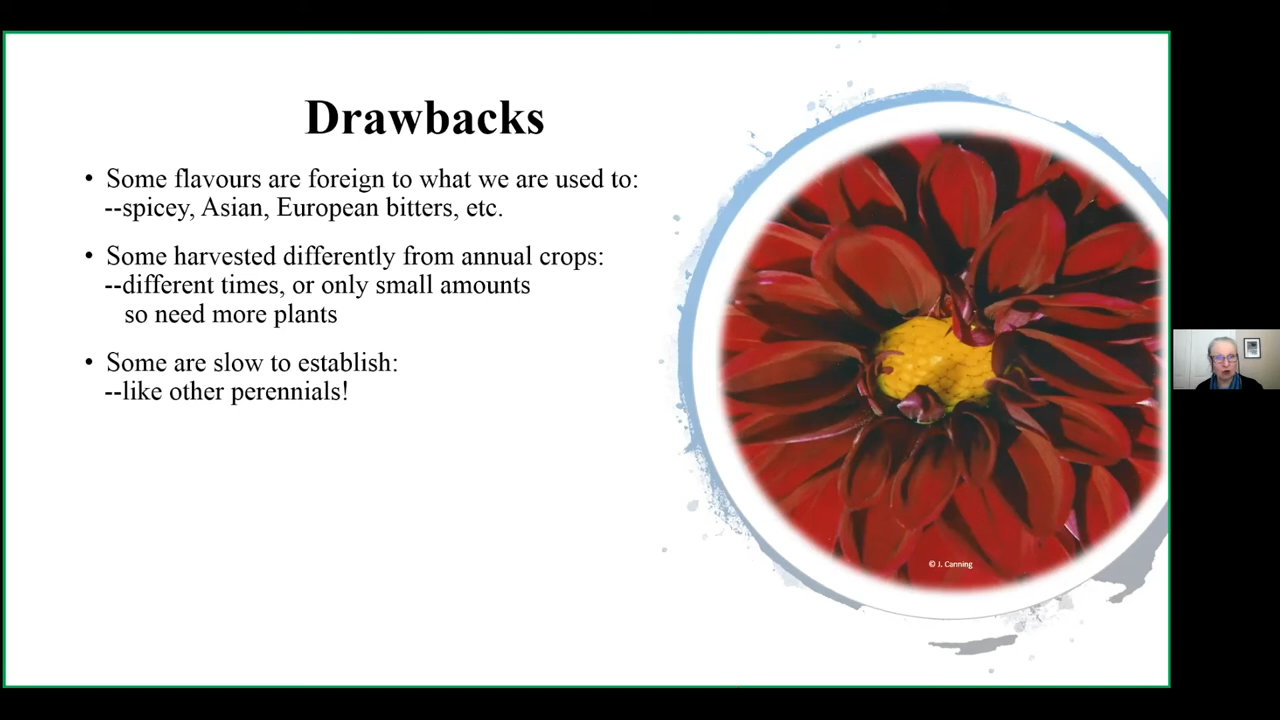 Drawbacks
• Some flavours are foreign to what we are used to:
--spicey, Asian, European bitters, etc.
• Some harvested differently from annual crops:
--different times, or only small amounts
so need more plants
• Some are slow to establish:
--like other perennials!
© J. Canning